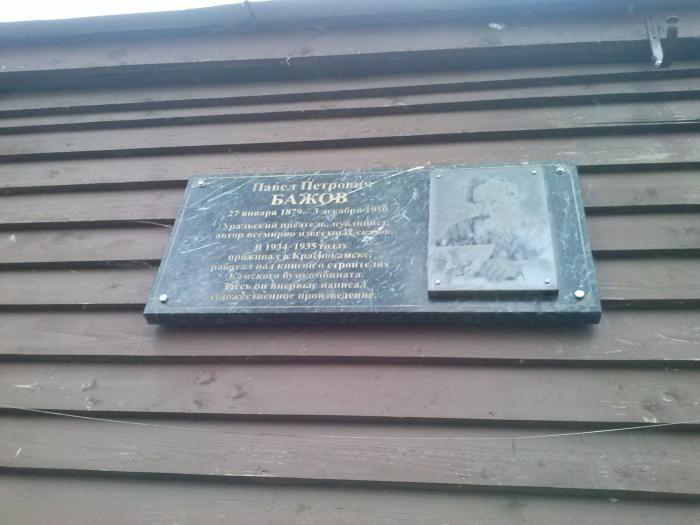 Павел Петрович
БАЖОВ
27 января 1879 - 3 декабря 1950
Уральский писатель, публицист,
автор всемирно известных сказов.
В 1934-1935 годах
проживал в Краснокамске,
работал над книгой о строителях
Камского бумкомбината.
Здесь он впервые написал
художественное произведение.